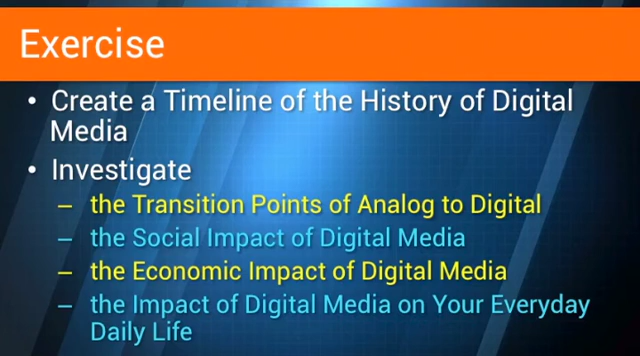 Exercise
• Create a Timeline of the History of Digital
Media
• Investigate
– the Transition Points of Analog to Digital
– the Social Impact of Digital Media
– the Economic Impact of Digital Media
– the Impact of Digital Media on Your Everyday
Daily Life